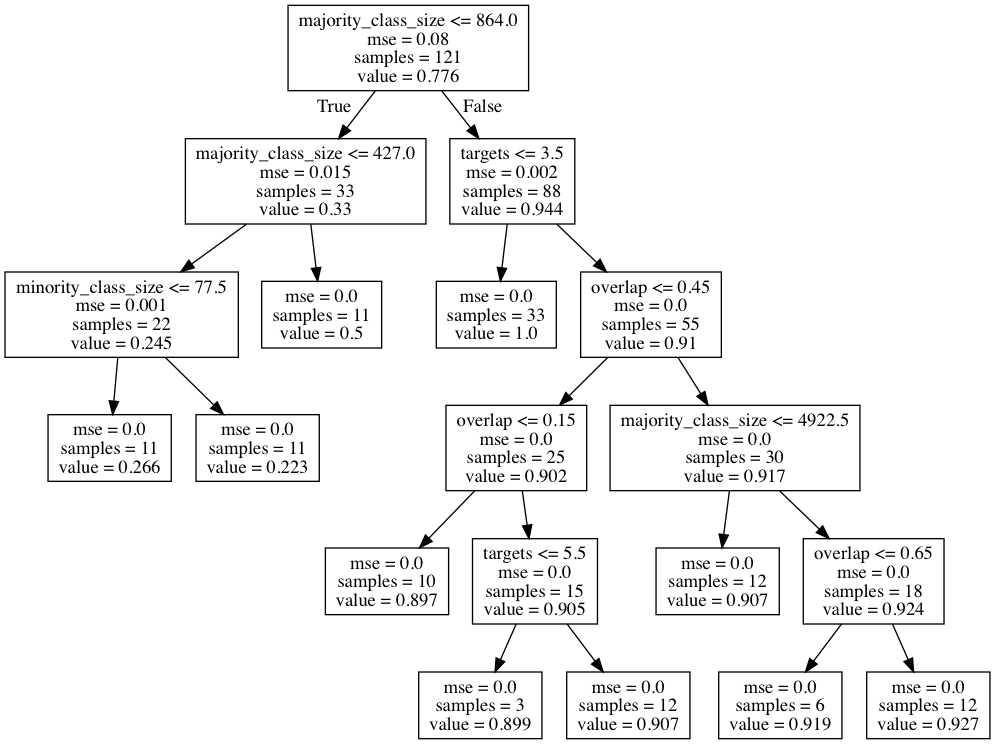 majority_class_size <= 864.0
mse = 0.08
samples = 121
value = 0.776
True
False
majority_class_size <= 427.0
mse = 0.015
samples = 33
value = 0.33
targets <= 3.5
mse = 0.002
samples = 88
value = 0.944
minority_class_size <= 77.5
mse = 0.001
samples = 22
value = 0.245
mse = 0.0
samples = 11
value = 0.5
mse = 0.0
samples = 33
value = 1.0
overlap <= 0.45
mse = 0.0
samples = 55
value = 0.91
mse = 0.0
samples = 11
value = 0.266
mse = 0.0
samples = 11
value = 0.223
overlap <= 0.15
mse = 0.0
samples = 25
value = 0.902
majority_class_size <= 4922.5
mse = 0.0
samples = 30
value = 0.917
mse = 0.0
samples = 10
value = 0.897
targets <= 5.5
mse = 0.0
samples = 15
value = 0.905
mse = 0.0
samples = 12
value = 0.907
overlap <= 0.65
mse = 0.0
samples = 18
value = 0.924
mse = 0.0
samples = 3
value = 0.899
mse = 0.0
samples = 12
value = 0.907
mse = 0.0
samples = 6
value = 0.919
mse = 0.0
samples = 12
value = 0.927